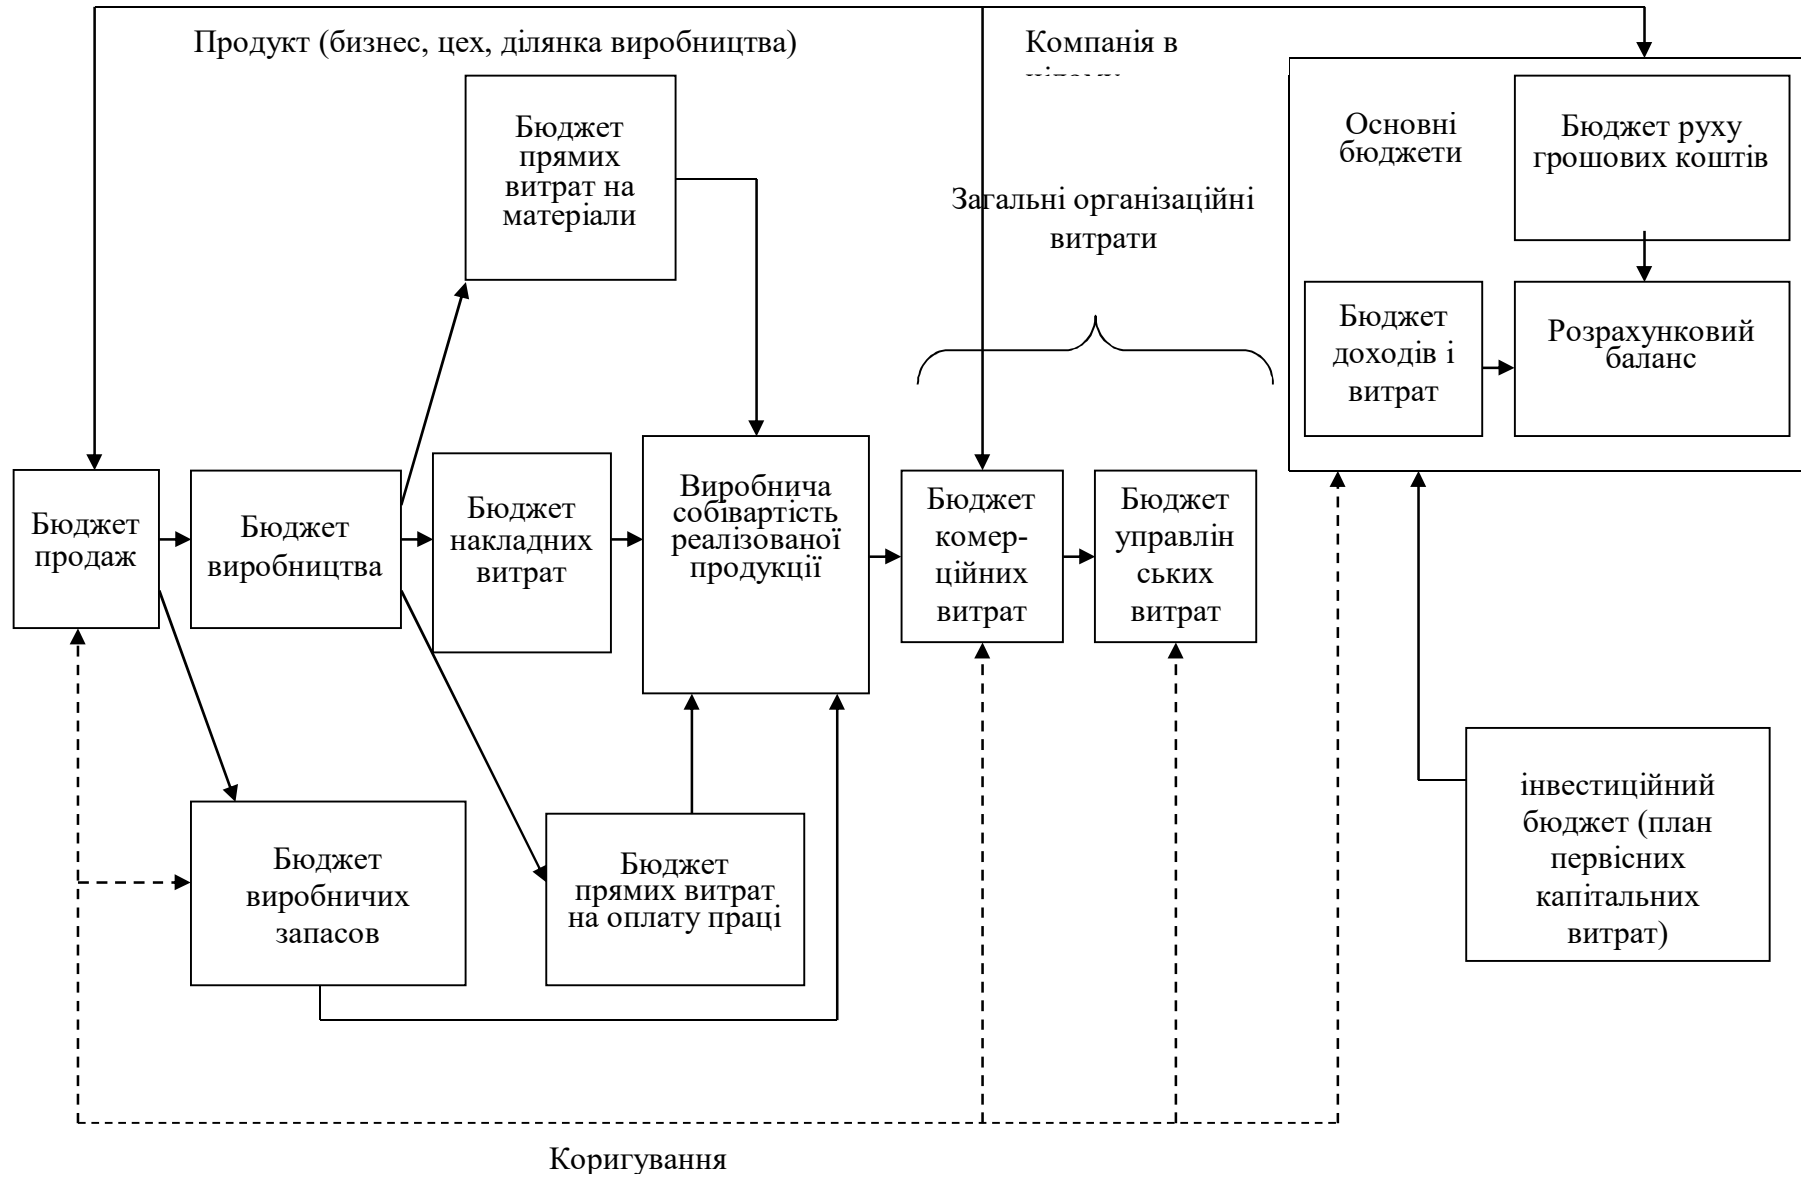 Продукт (бизнес, цех, ділянка виробництва)
Компанія в
Бюджет
прямих
витрат на
матеріали
Основні
бюджети
Бюджет руху
грошових коштів
Загальні організаційні
витрати
Бюджет
доходів і
витрат
Розрахунковий
баланс
Бюджет
продаж
Бюджет
виробництва
Бюджет
накладних
витрат
Виробнича
собівартість
реалізованої
продукції
Бюджет
комер-
ційних
витрат
Бюджет
управлін
ських
витрат
Бюджет
виробничих
запасов
Бюджет
прямих витрат
на оплату праці
інвестиційний
бюджет (план
первісних
капітальних
витрат)
Коригування